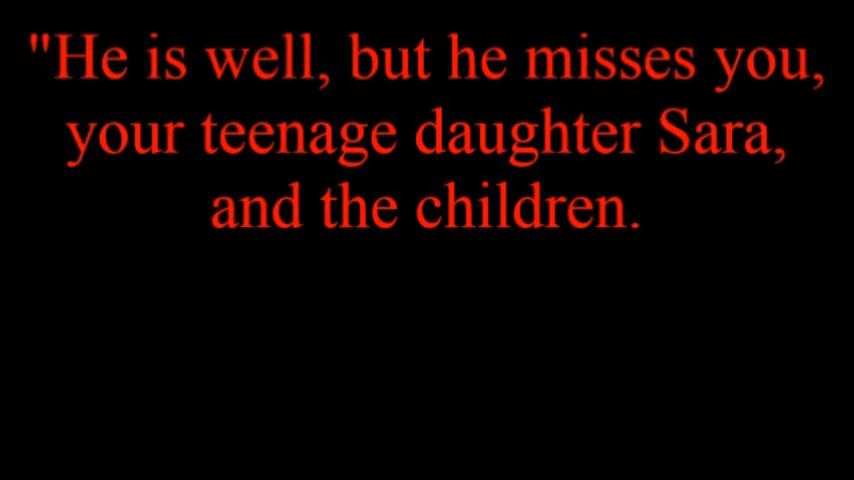 "He is well, but he misses you,
your teenage daughter Sara,
and the children.